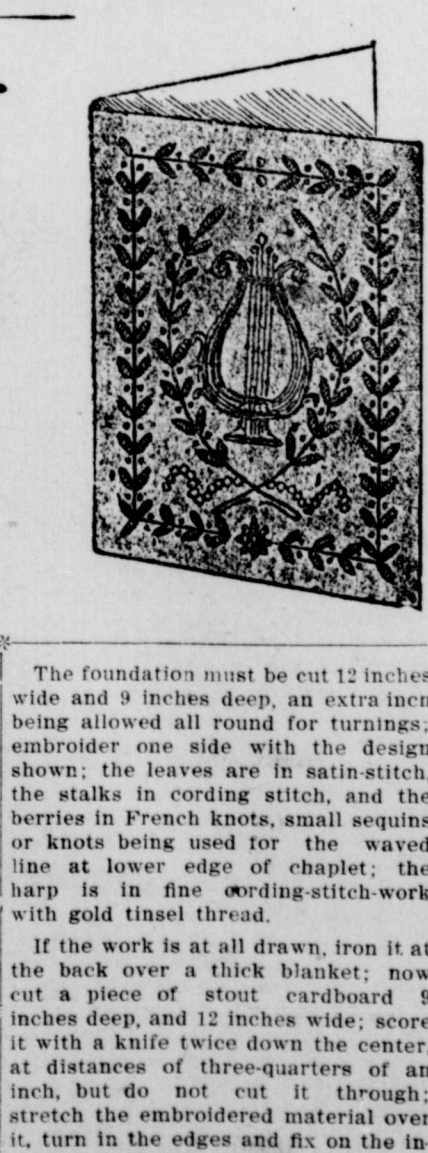 The foundation must be cut 12 inches
wide and 9 inches deep, an extra inch
being allowed all round for turnings;
embroider one side with the design
shown; the leaves are in satin-stitch,
the stalks in cording stitch, and the
berries in French knots, small sequins
or knots being used for the waved
line at lower edge of chaplet; the
harp is in fine cording-stitch-work
with gold tinsel thread.
If the work is at all drawn, iron it at
the back over a thick blanket; now
cut a piece of stout cardboard 9
inches deep, and 12 inches wide; score
it with a knife twice down the center,
at distances of three-quarters of an
inch, but do not cut it through;
stretch the embroidered material over
it, turn in the edges and fix on the in-